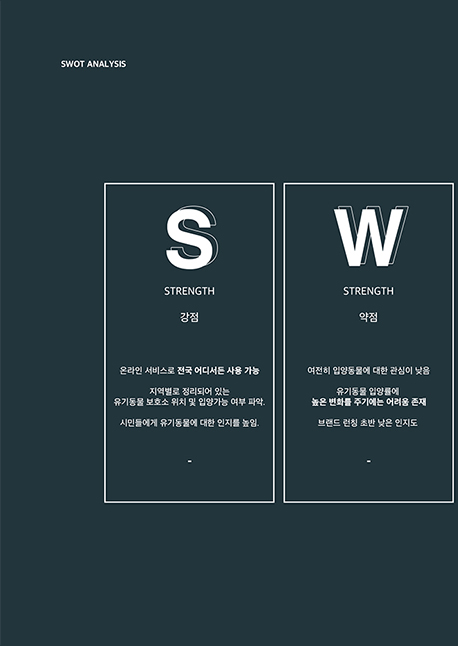 SWOT ANALYSIS
S
STRENGTH
강점
온라인 서비스로 전국 어디서든 사용 가능
지역별로 정리되어 있는
유기동물 보호소 위치 및 입양가능 여부 파악.
시민들에게 유기동물에 대한 인지를 높임.
-
W
STRENGTH
약점
여전히 입양동물에 대한 관심이 낮음
유기동물 입양률에
높은 변화를 주기에는 어려움 존재
브랜드 런칭 초반 낮은 인지도
-